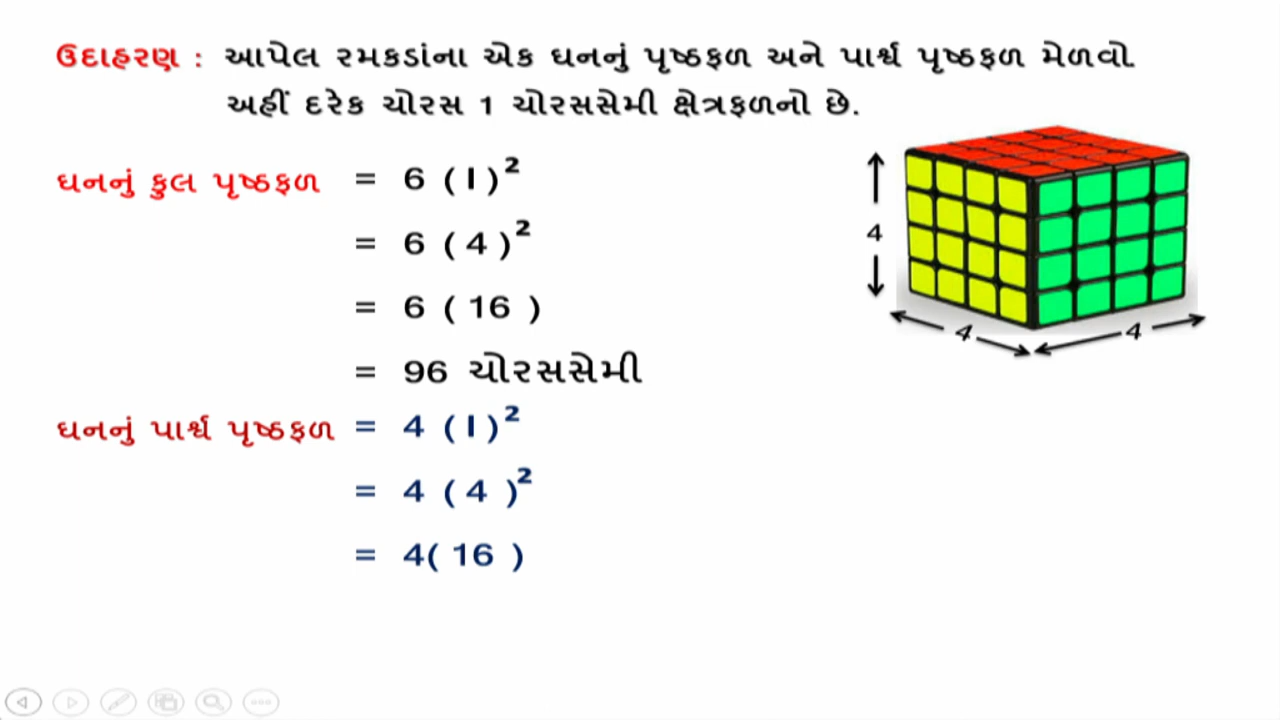 ઉદાહરણ : આપેલ રમકડાંના એક ઘનનું પૃષ્ઠફળ અને પાર્શ્વ પૃષ્ઠફળ મેળવો.
અહીં દરેક ચોરસ 1 ચોરસસેમી ક્ષેત્રફળનો છે.
ઘનનું કુલ પૃષ્ઠફળ = 6 (l)²
= 6 (4)²
= 6 ( 16 )
= 96 ચોરસસેમી
ઘનનું પાર્શ્વ પૃષ્ઠફળ = 4 (l)²
= 4 (4)²
= 4( 16 )
4
4
4